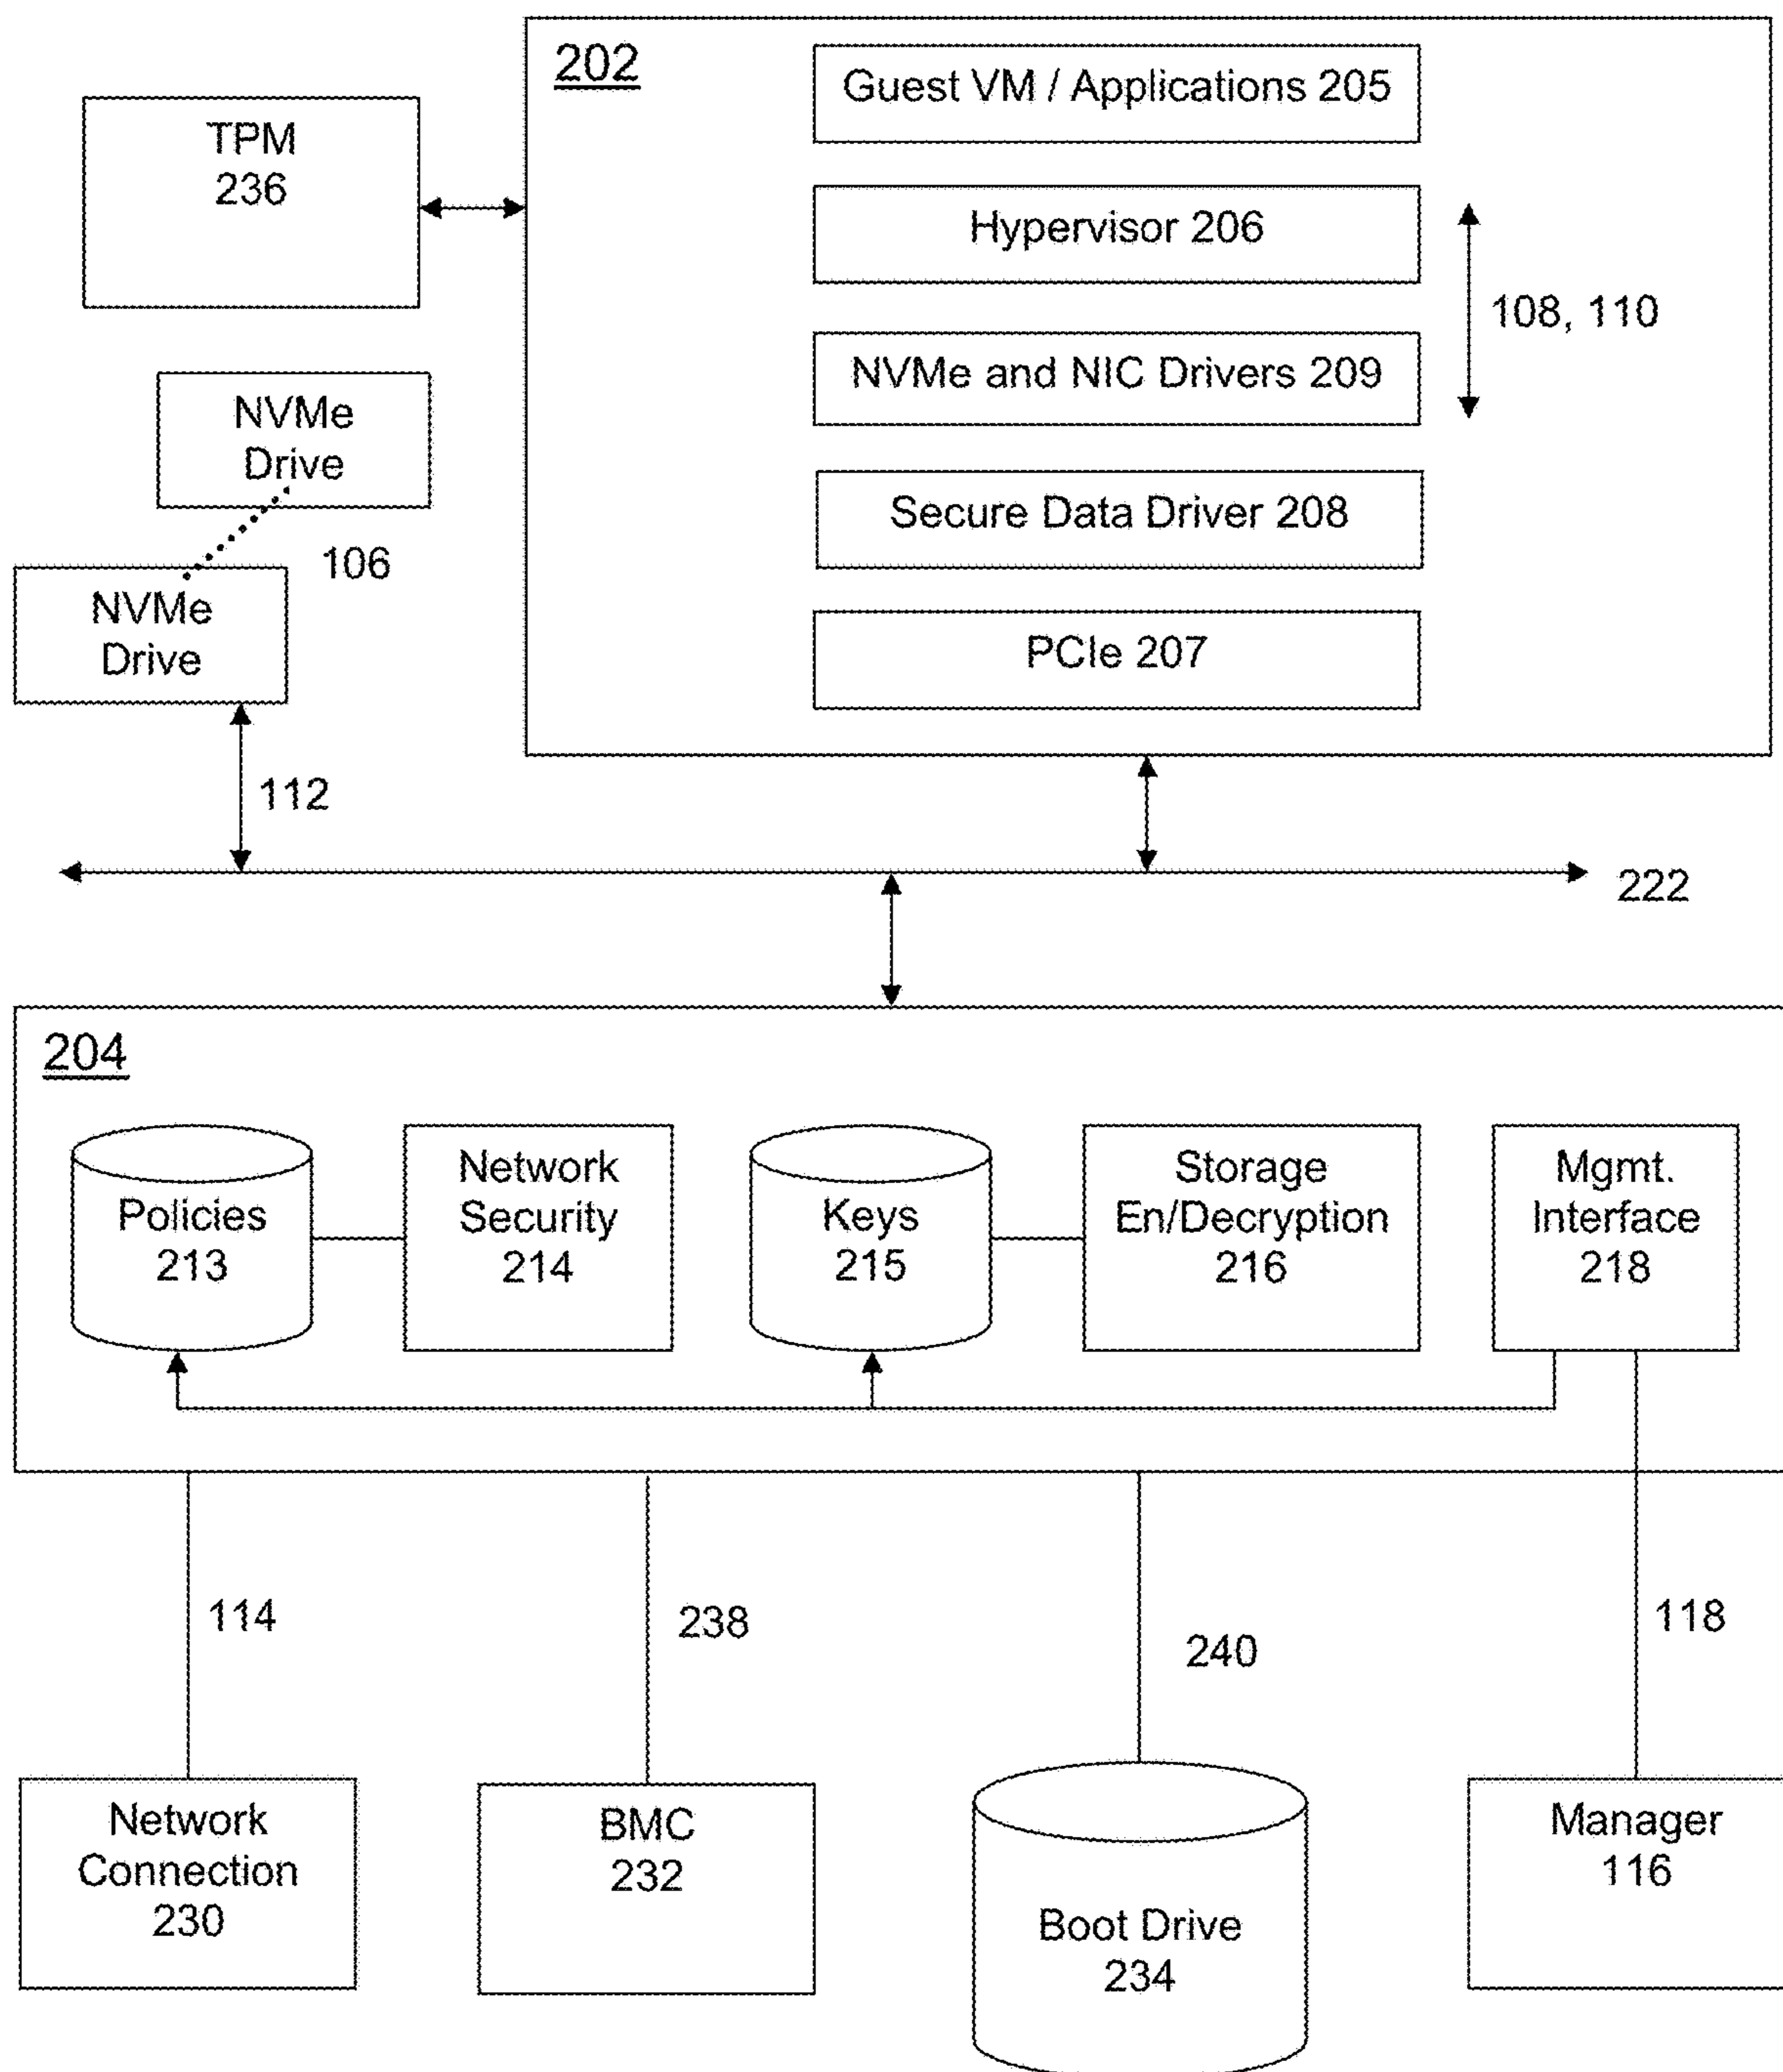 202
Guest VM / Applications 205
TPM
236
Hypervisor 206
108, 110
NVMe and NIC Drivers 209
NVMe
Drive
Secure Data Driver 208
106
NVMe
Drive
PCIe 207
112
222
204
Policies
213
Network
Security
214
Keys
215
Storage
En/Decryption
216
Mgmt.
Interface
218
114
238
240
118
Network
Connection
230
BMC
232
Boot Drive
234
Manager
116